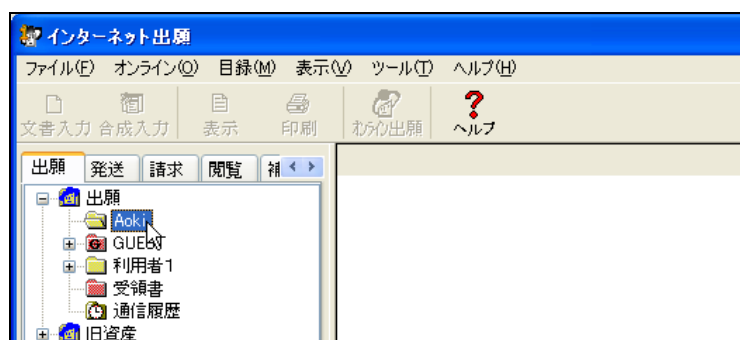 インターネット出願
ファイル(F) オンライン(O) 目録(M) 表示(V) ツール(T) ヘルプ(H)
文書入力 合成入力 表示 印刷 オンライン出願 ヘルプ
出願 発送 請求 閲覧 補
出願
Aoki
GUEST
利用者1
受領書
通信履歴
旧資産